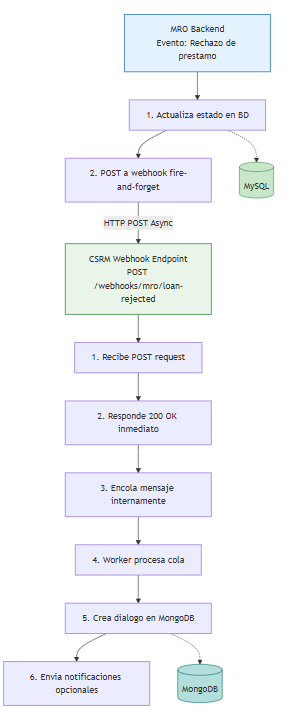 MRO Backend
Evento: Rechazo de
prestamo
1. Actualiza estado en BD
2. POST a webhook fire-
and-forget
MySQL
HTTP POST Async
CSRM Webhook Endpoint
POST
/webhooks/mro/loan-
rejected
1. Recibe POST request
2. Responde 200 OK
inmediato
3. Encola mensaje
internamente
4. Worker procesa cola
5. Crea dialogo en MongoDB
6. Envia notificaciones
opcionales
MongoDB